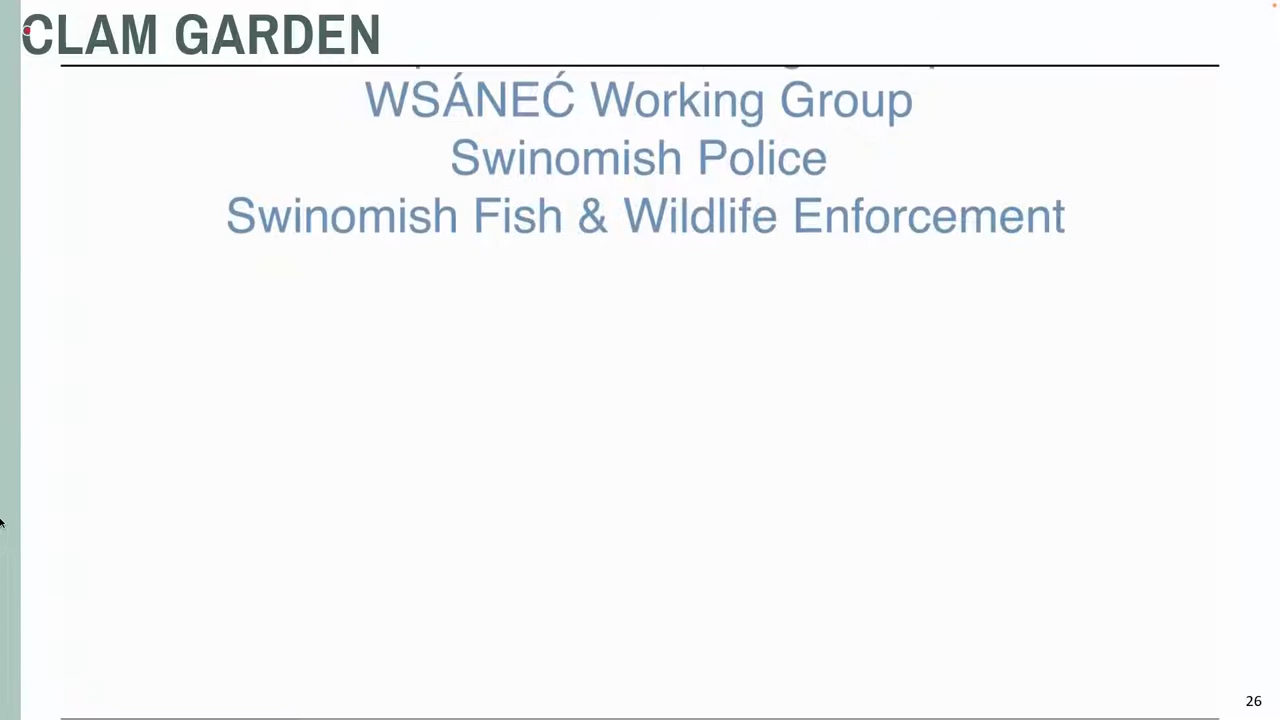 CLAM GARDEN
WSÁNEĆ Working Group
Swinomish Police
Swinomish Fish & Wildlife Enforcement
26